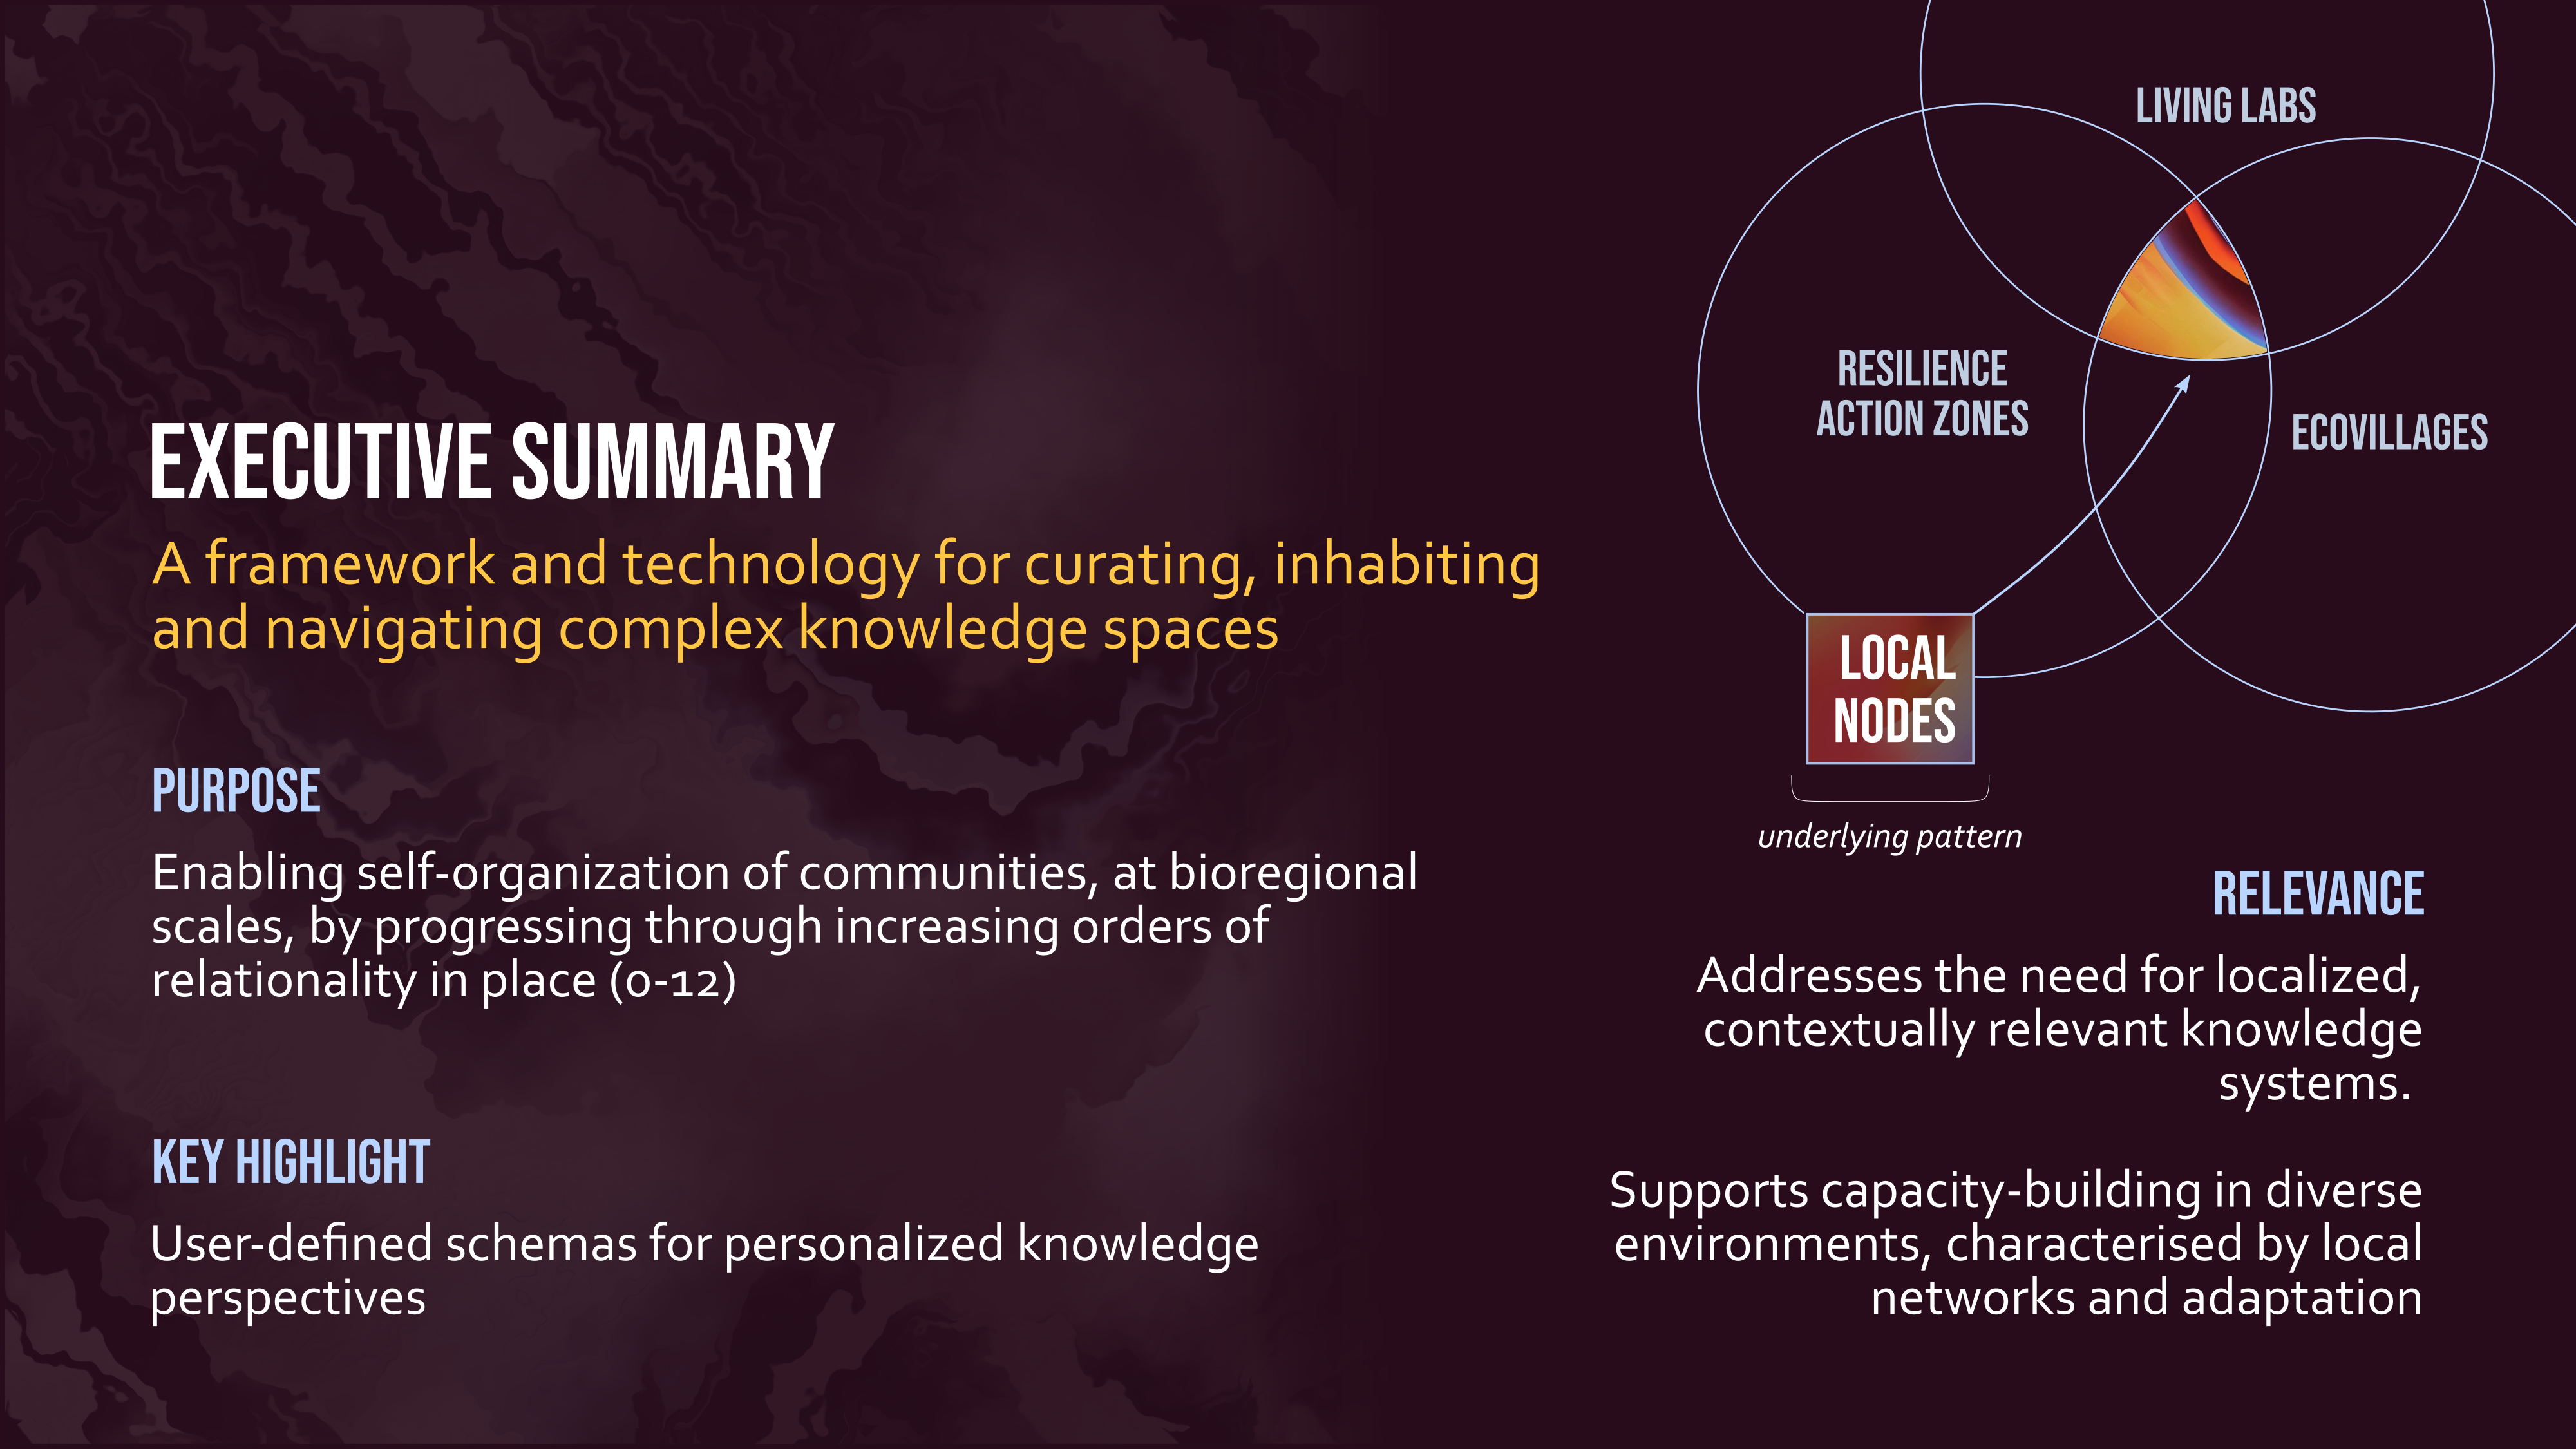 EXECUTIVE SUMMARY
A framework and technology for curating, inhabiting
and navigating complex knowledge spaces
PURPOSE
Enabling self-organization of communities, at bioregional
scales, by progressing through increasing orders of
relationality in place (0-12)
KEY HIGHLIGHT
User-defined schemas for personalized knowledge
perspectives
LIVING LABS
RESILIENCE
ACTION ZONES
ECOVILLAGES
LOCAL
NODES
underlying pattern
RELEVANCE
Addresses the need for localized,
contextually relevant knowledge
systems.
Supports capacity-building in diverse
environments, characterised by local
networks and adaptation